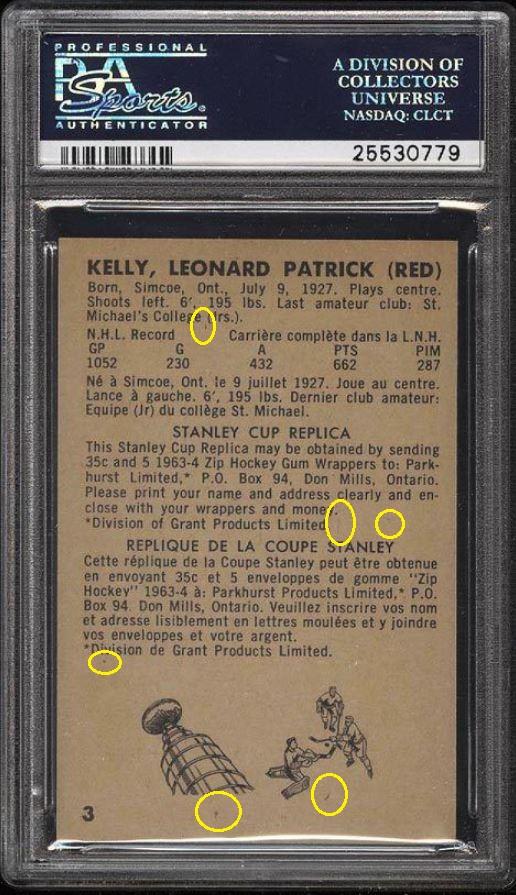 PROFESSIONAL
PSA
Sports
AUTHENTICATOR
A DIVISION OF
COLLECTORS
UNIVERSE
NASDAQ: CLCT
25530779
KELLY, LEONARD PATRICK (RED)
Born, Simcoe, Ont., July 9, 1927. Plays centre.
Shoots left. 6', 195 lbs. Last amateur club: St.
Michael's College (Jrs.).
N.H.L. Record Carrière complète dans la L.N.H.
GP G A PTS PIM
1052 230 432 662 287
Né à Simcoe, Ont. le 9 juillet 1927. Joue au centre.
Lance à gauche. 6', 195 lbs. Dernier club amateur:
Equipe (Jr) du collège St. Michael.
STANLEY CUP REPLICA
This Stanley Cup Replica may be obtained by sending
35c and 5 1963-4 Zip Hockey Gum Wrappers to: Park-
hurst Limited,* P.O. Box 94, Don Mills, Ontario.
Please print your name and address clearly and en-
close with your wrappers and money.
*Division of Grant Products Limited.
REPLIQUE DE LA COUPE STANLEY
Cette réplique de la Coupe Stanley peut être obtenue
en envoyant 35c et 5 enveloppes de gomme "Zip
Hockey" 1963-4 à: Parkhurst Products Limited,* P.O.
Box 94 Don Mills, Ontario. Veuillez inscrire vos nom
et adresse lisiblement en lettres moulées et y joindre
vos enveloppes et votre argent.
*Division de Grant Products Limited.
3